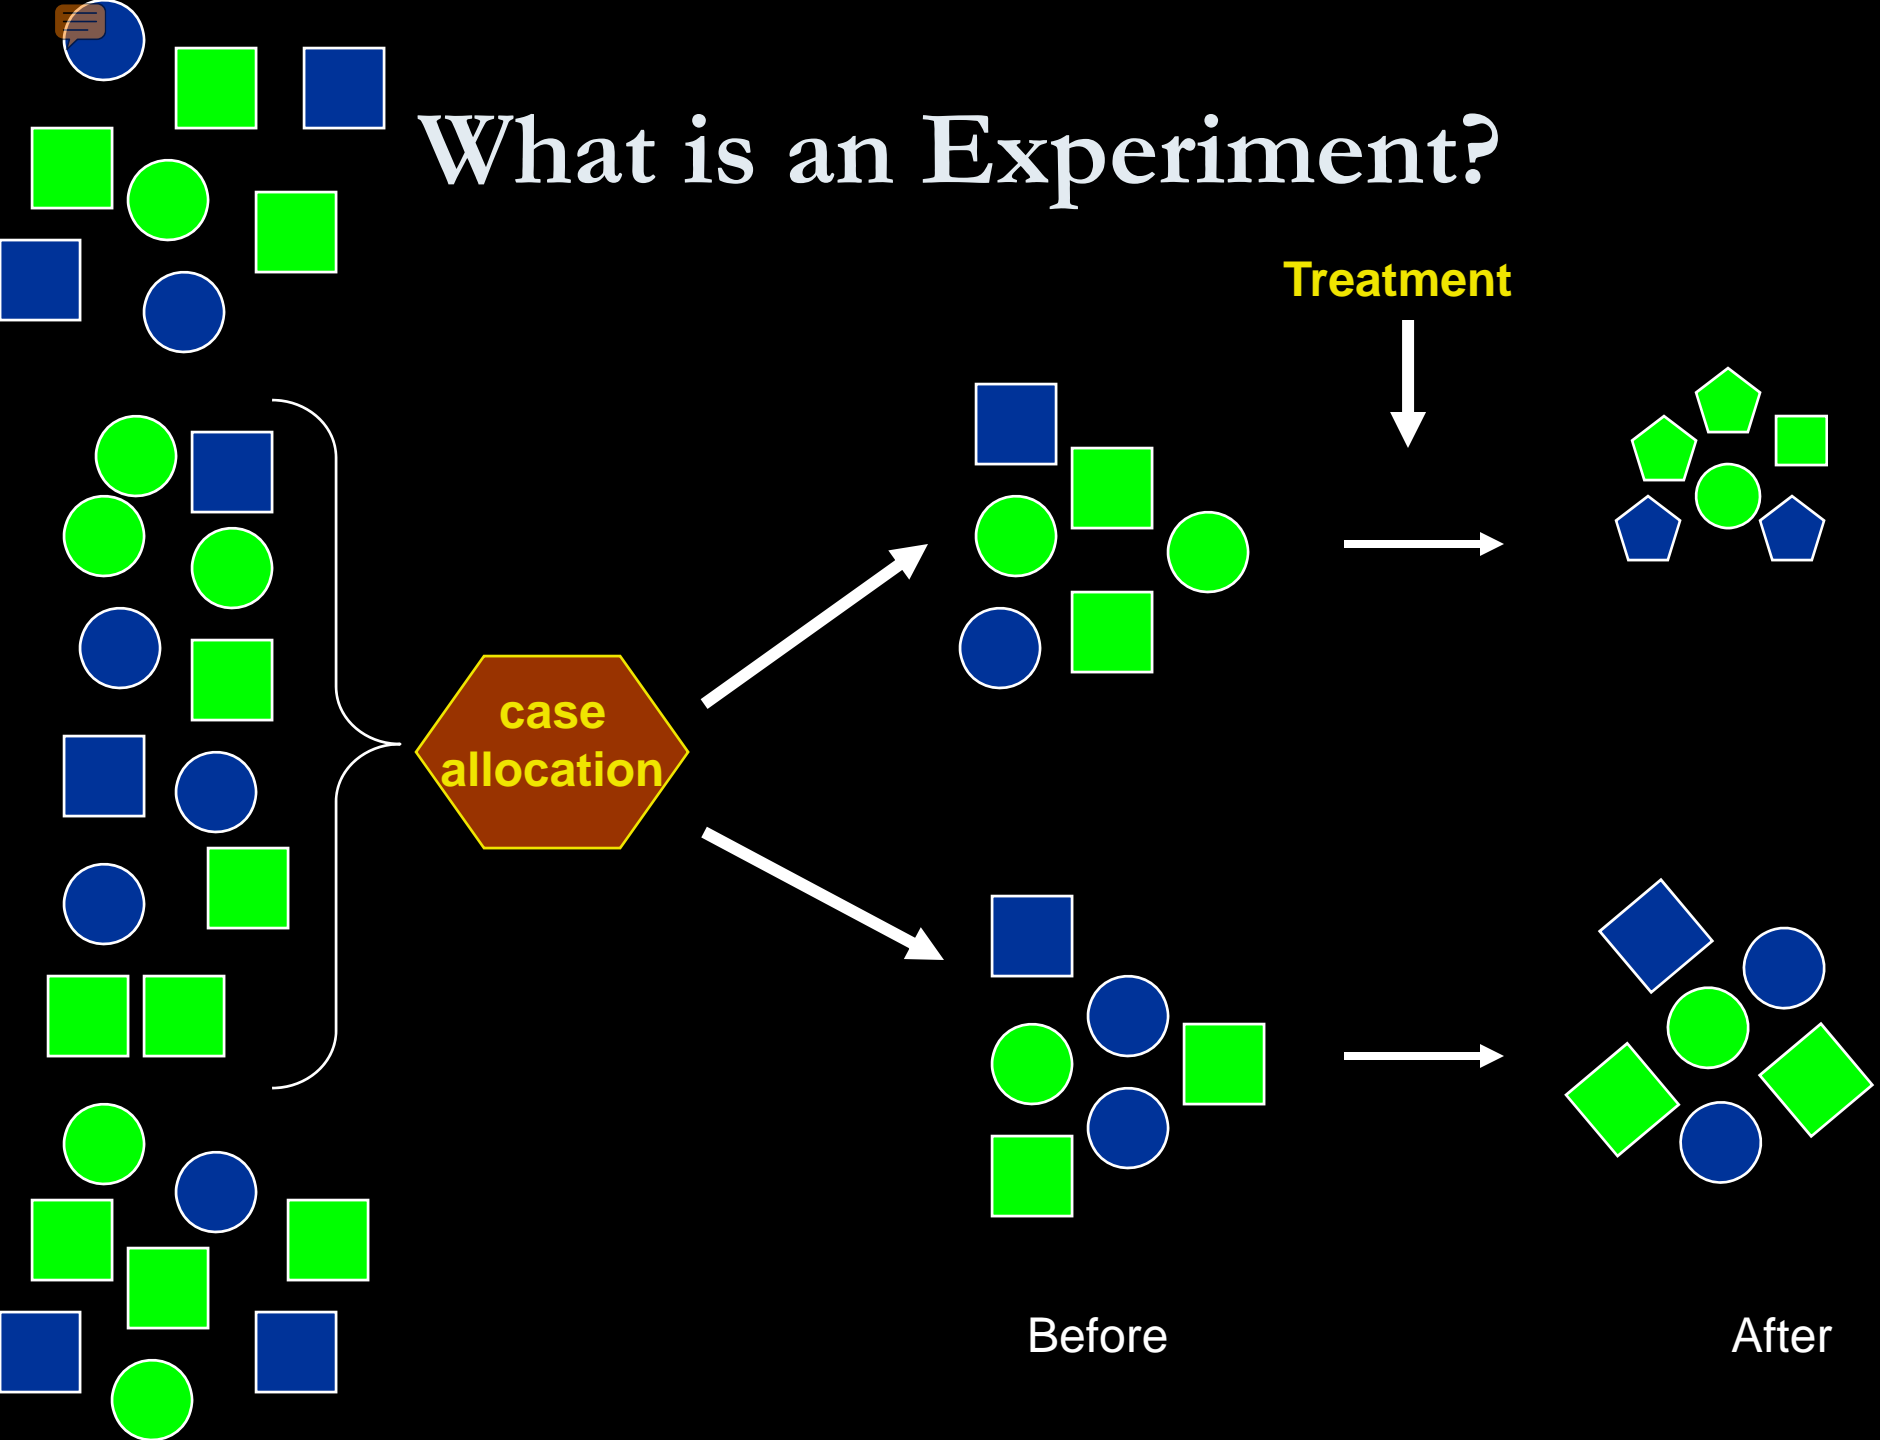 What is an Experiment?
Treatment
case
allocation
Before
After